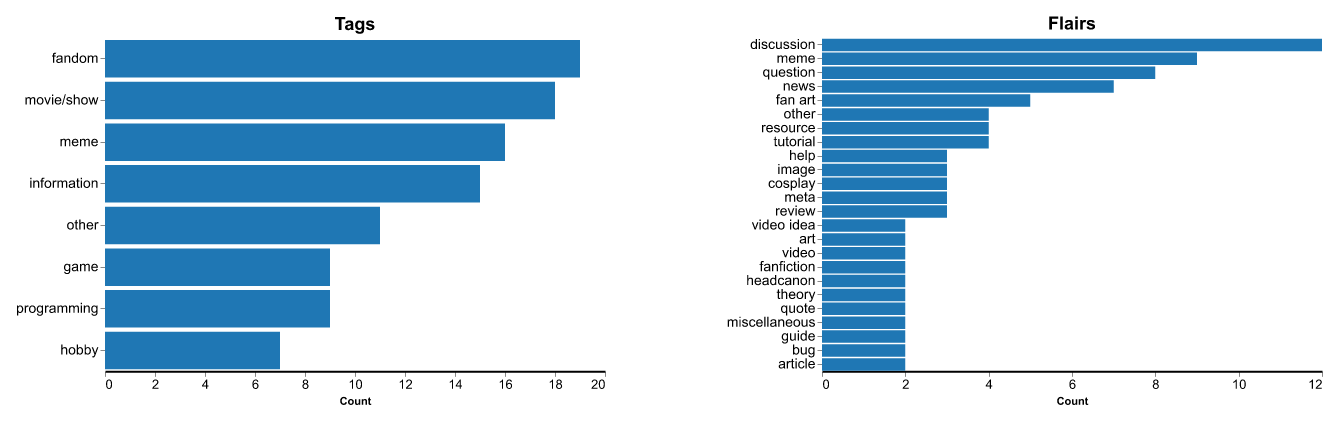 Tags
fandom
movie/show
meme
information
other
game
programming
hobby
0 2 4 6 8 10 12 14 16 18 20
Count
Flairs
discussion
meme
question
news
fan art
other
resource
tutorial
help
image
cosplay
meta
review
video idea
art
video
fanfiction
headcanon
theory
quote
miscellaneous
guide
bug
article
0 2 4 6 8 10 12
Count